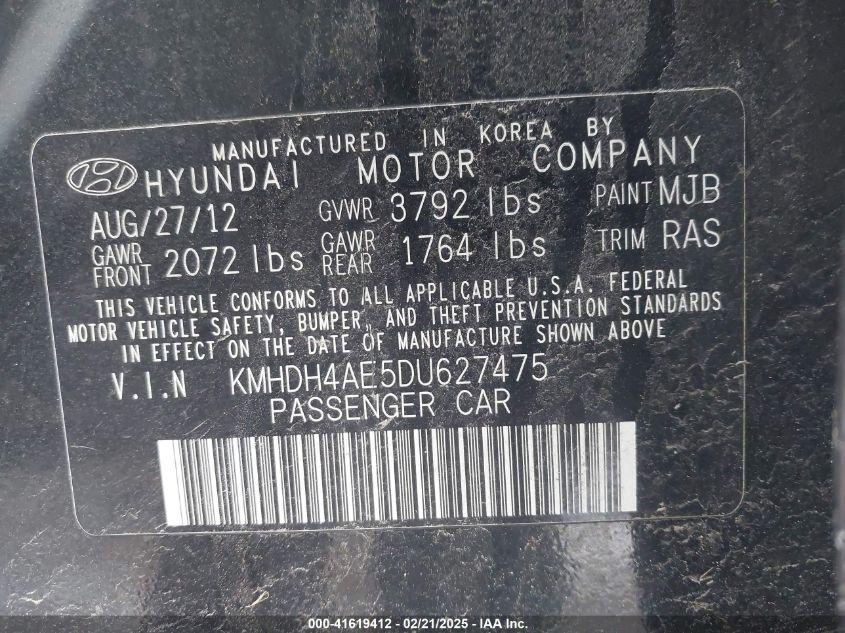 MANUFACTURED IN KOREA BY
HYUNDAI MOTOR COMPANY
AUG/27/12 GVWR 3792 lbs PAINT MJB
GAWR FRONT 2072 lbs GAWR REAR 1764 lbs TRIM RAS
THIS VEHICLE CONFORMS TO ALL APPLICABLE U.S.A. FEDERAL
MOTOR VEHICLE SAFETY, BUMPER, AND THEFT PREVENTION STANDARDS
IN EFFECT ON THE DATE OF MANUFACTURE SHOWN ABOVE
V.I.N KMHDH4AE5DU627475
PASSENGER CAR
000-41619412 - 02/21/2025 - IAA Inc.